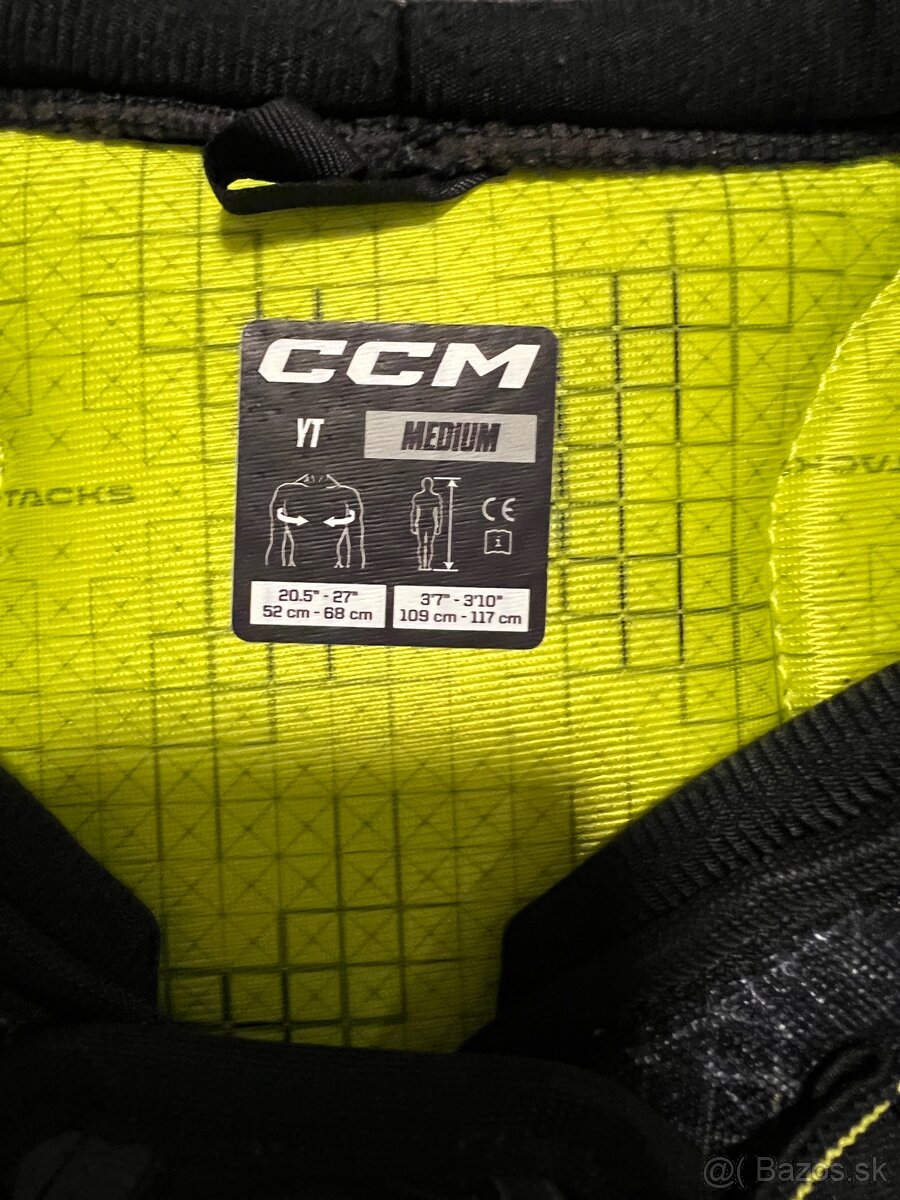 CCM
YT MEDIUM
TACKS
CE
i
20.5" - 27"
52 cm - 68 cm
3'7" - 3'10"
109 cm - 117 cm
@( Bazos.sk